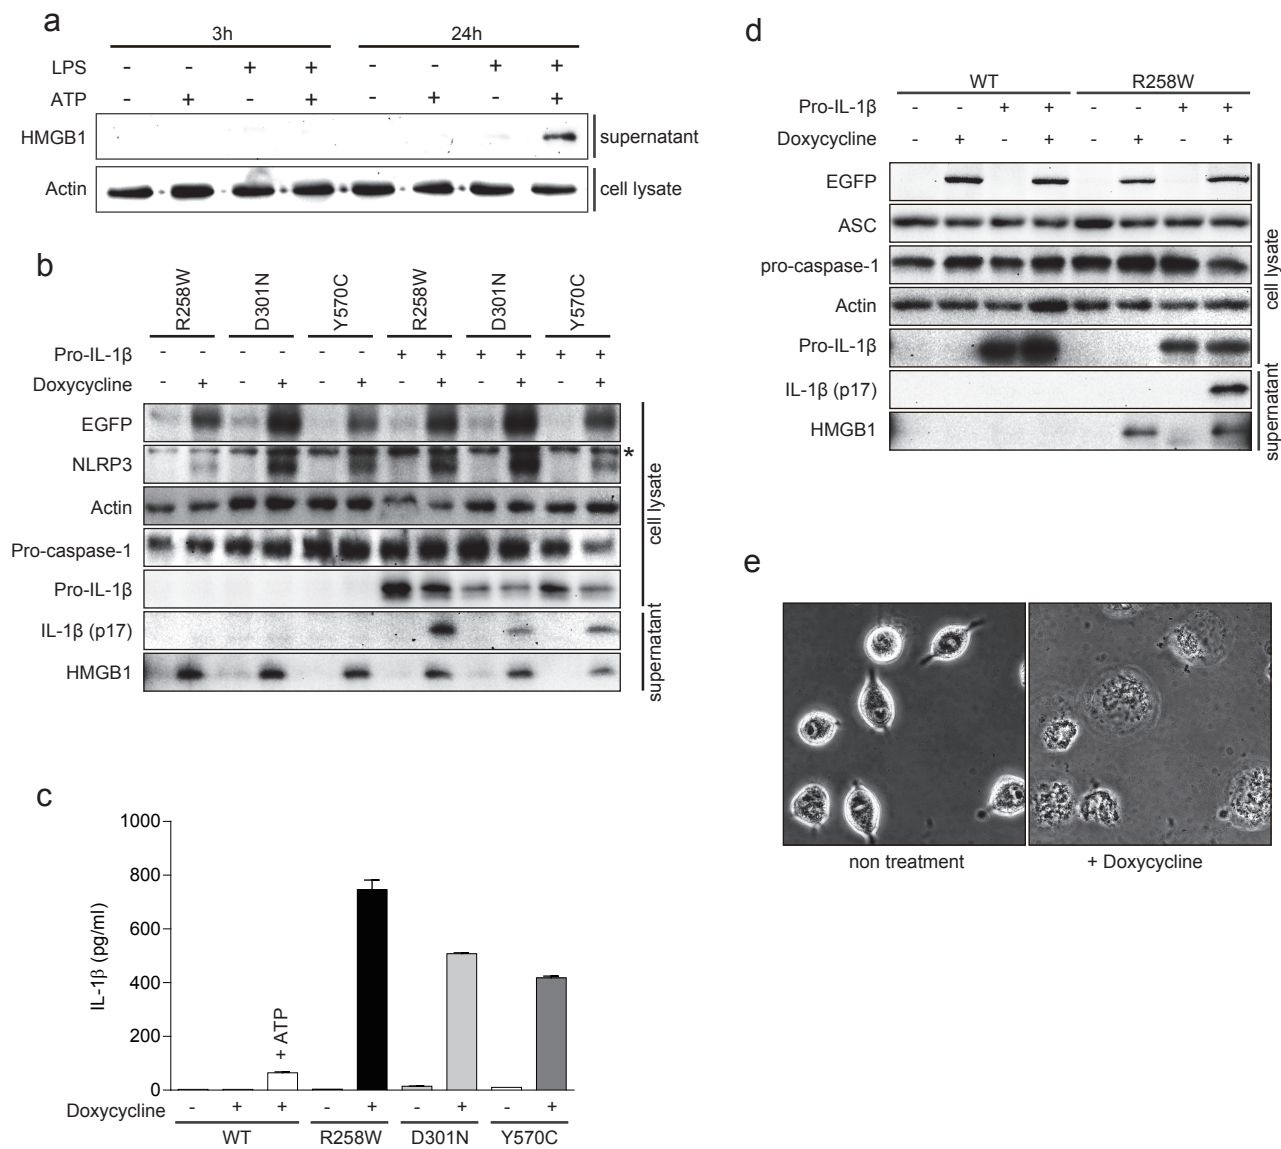 a
3h 24h
LPS - - + + - - + +
ATP - + - + - + - +
HMGB1 supernatant
Actin cell lysate
b
R258W D301N Y570C R258W D301N Y570C
Pro-IL-1β - - - - - - + + + + + +
Doxycycline - + - + - + - + - + - +
EGFP
NLRP3 *
Actin
Pro-caspase-1
Pro-IL-1β
cell lysate
IL-1β (p17)
HMGB1
supernatant
c
IL-1β (pg/ml)
1000
800
600
400
200
0
+ ATP
Doxycycline - + + - + - + - +
WT R258W D301N Y570C
d
WT R258W
Pro-IL-1β - - + + - - + +
Doxycycline - + - + - + - +
EGFP
ASC
pro-caspase-1
Actin
Pro-IL-1β
cell lysate
IL-1β (p17)
HMGB1
supernatant
e
non treatment + Doxycycline